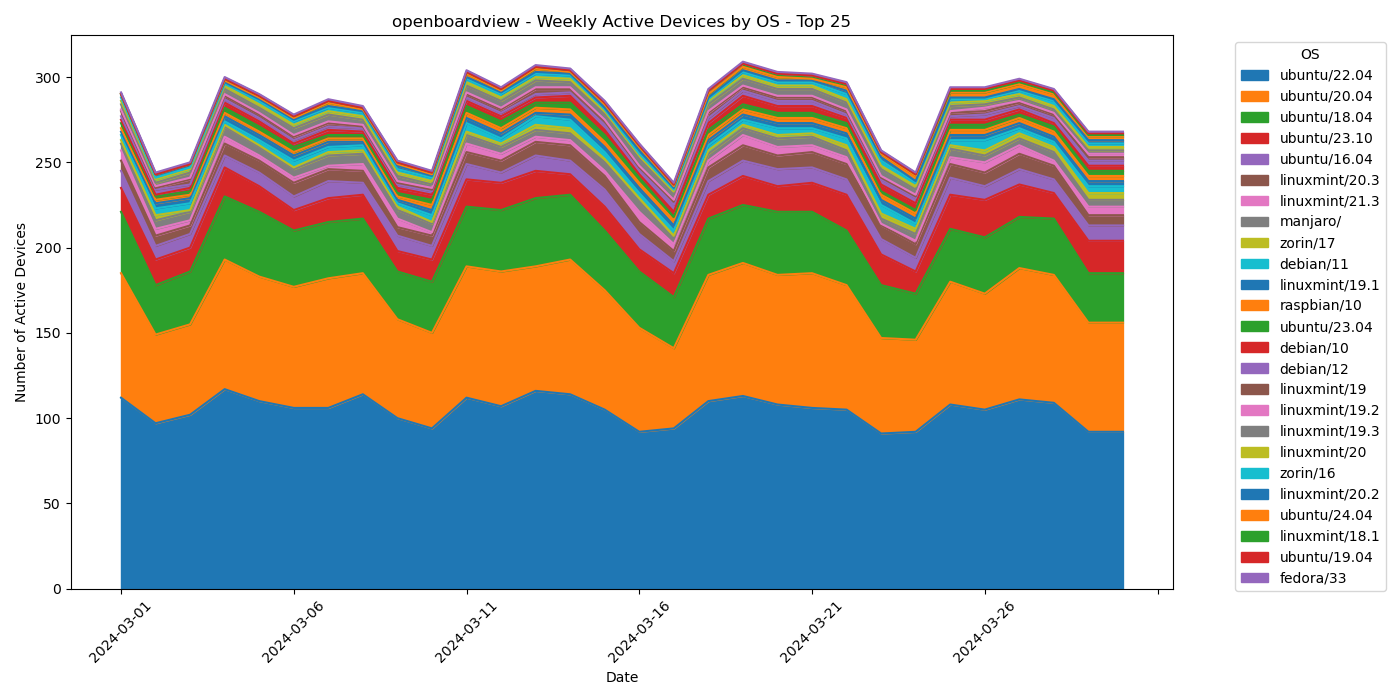 openboardview - Weekly Active Devices by OS - Top 25
Number of Active Devices
300
250
200
150
100
50
0
2024-03-01
2024-03-06
2024-03-11
2024-03-16
2024-03-21
2024-03-26
Date
OS
ubuntu/22.04
ubuntu/20.04
ubuntu/18.04
ubuntu/23.10
ubuntu/16.04
linuxmint/20.3
linuxmint/21.3
manjaro/
zorin/17
debian/11
linuxmint/19.1
raspbian/10
ubuntu/23.04
debian/10
debian/12
linuxmint/19
linuxmint/19.2
linuxmint/19.3
linuxmint/20
zorin/16
linuxmint/20.2
ubuntu/24.04
linuxmint/18.1
ubuntu/19.04
fedora/33